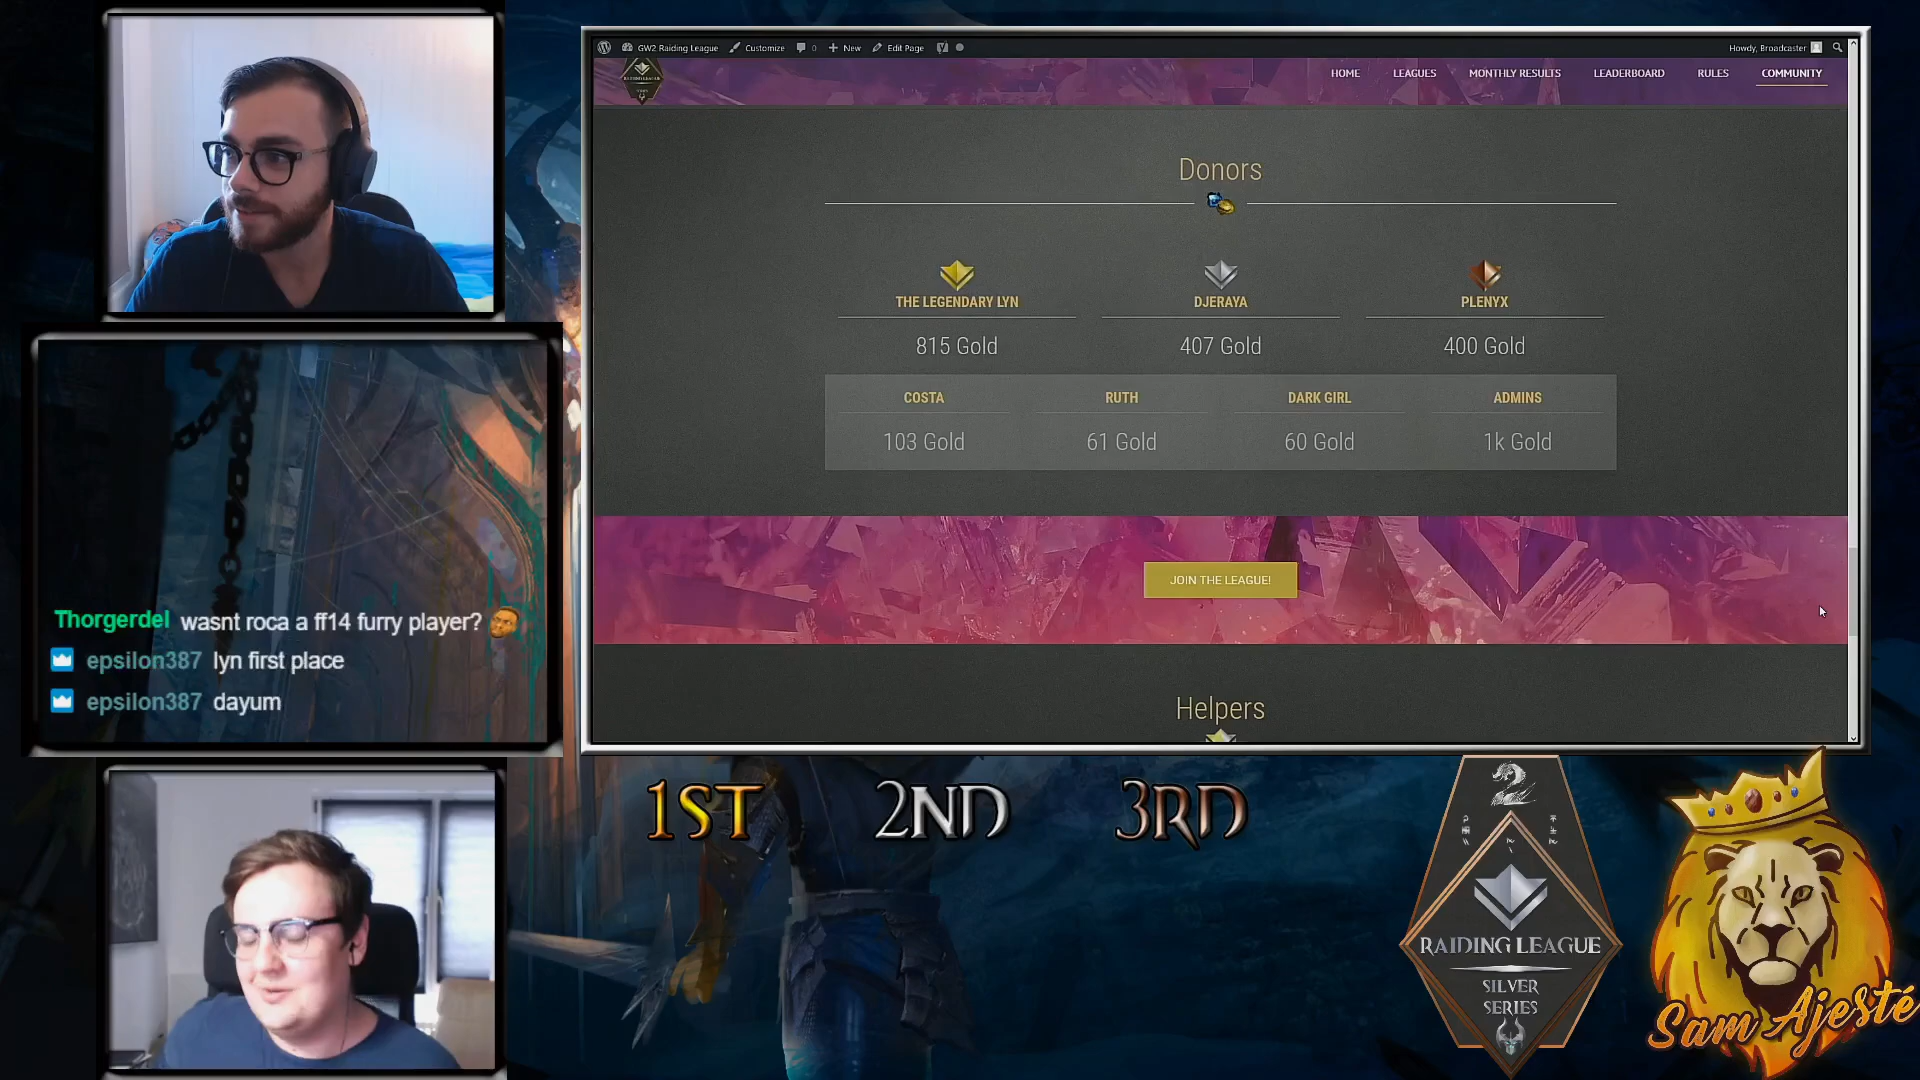 GW2 Raiding League Customize 0 New Edit Page
Howdy, Broadcaster
HOME LEAGUES MONTHLY RESULTS LEADERBOARD RULES COMMUNITY
Donors
THE LEGENDARY LYN DJERAYA PLENYX
815 Gold 407 Gold 400 Gold
COSTA RUTH DARK GIRL ADMINS
103 Gold 61 Gold 60 Gold 1k Gold
JOIN THE LEAGUE!
Helpers
Thorgerdel wasnt roca a ff14 furry player?
epsilon387 lyn first place
epsilon387 dayum
1ST 2ND 3RD
RAIDING LEAGUE
SILVER
SERIES
Sam Ajesté